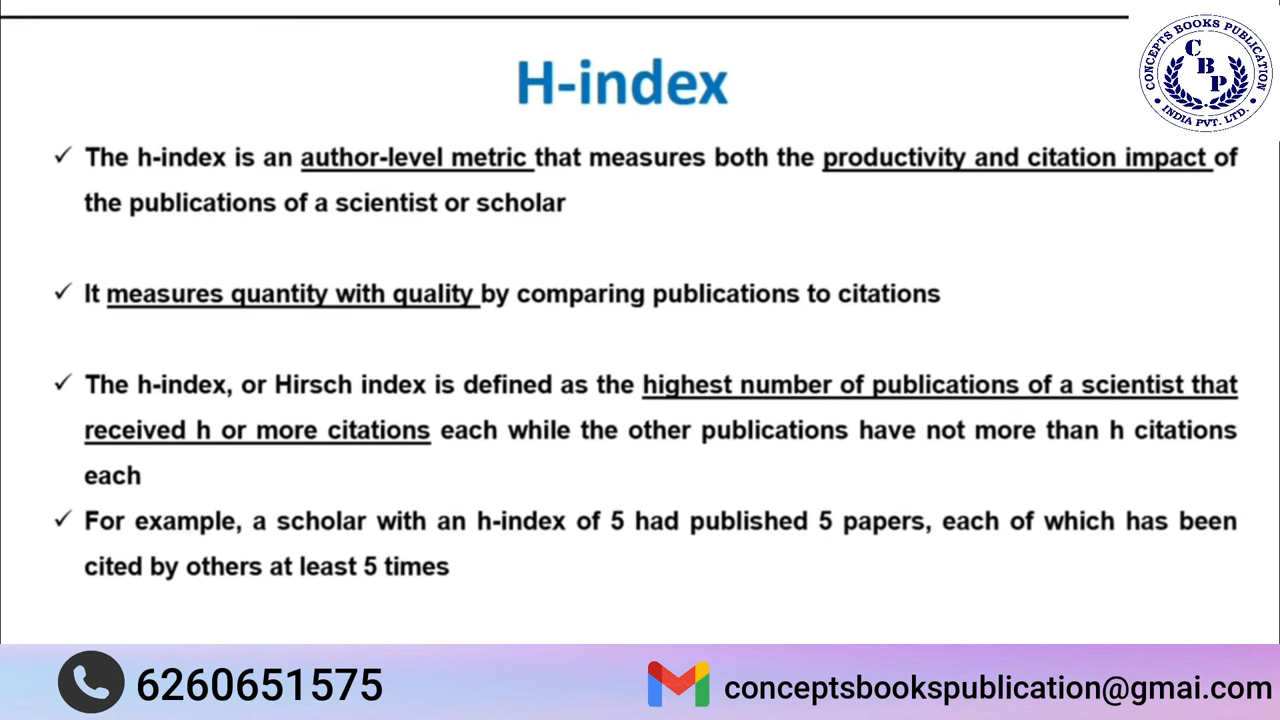 CONCEPTS BOOKS PUBLICATION
C
B
P
INDIA PVT. LTD.
H-index
✓ The h-index is an author-level metric that measures both the productivity and citation impact of
the publications of a scientist or scholar
✓ It measures quantity with quality by comparing publications to citations
✓ The h-index, or Hirsch index is defined as the highest number of publications of a scientist that
received h or more citations each while the other publications have not more than h citations
each
✓ For example, a scholar with an h-index of 5 had published 5 papers, each of which has been
cited by others at least 5 times
6260651575
conceptsbookspublication@gmai.com